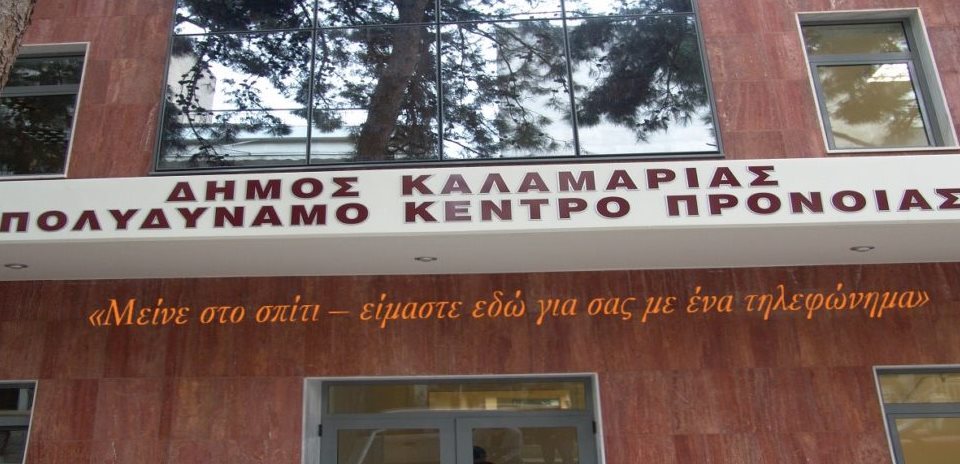 ΔΗΜΟΣ ΚΑΛΑΜΑΡΙΑΣ
ΠΟΛΥΔΥΝΑΜΟ ΚΕΝΤΡΟ ΠΡΟΝΟΙΑΣ
«Μείνε στο σπίτι – είμαστε εδώ για σας με ένα τηλεφώνημα»